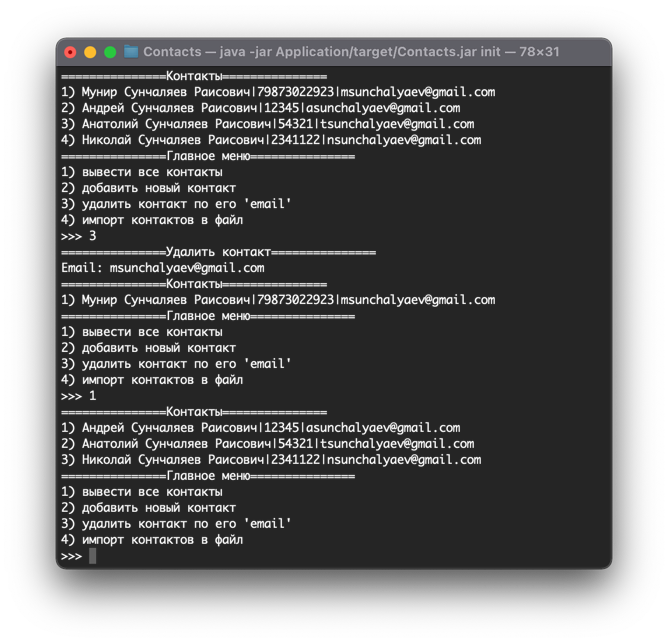 Contacts — java -jar Application/target/Contacts.jar init — 78×31
===============Контакты===============
1) Мунир Сунчаляев Раисович|79873022923|msunchalyaev@gmail.com
2) Андрей Сунчаляев Раисович|12345|asunchalyaev@gmail.com
3) Анатолий Сунчаляев Раисович|54321|tsunchalyaev@gmail.com
4) Николай Сунчаляев Раисович|2341122|nsunchalyaev@gmail.com
===============Главное меню===============
1) вывести все контакты
2) добавить новый контакт
3) удалить контакт по его 'email'
4) импорт контактов в файл
>>> 3
===============Удалить контакт===============
Email: msunchalyaev@gmail.com
===============Контакты===============
1) Мунир Сунчаляев Раисович|79873022923|msunchalyaev@gmail.com
===============Главное меню===============
1) вывести все контакты
2) добавить новый контакт
3) удалить контакт по его 'email'
4) импорт контактов в файл
>>> 1
===============Контакты===============
1) Андрей Сунчаляев Раисович|12345|asunchalyaev@gmail.com
2) Анатолий Сунчаляев Раисович|54321|tsunchalyaev@gmail.com
3) Николай Сунчаляев Раисович|2341122|nsunchalyaev@gmail.com
===============Главное меню===============
1) вывести все контакты
2) добавить новый контакт
3) удалить контакт по его 'email'
4) импорт контактов в файл
>>>